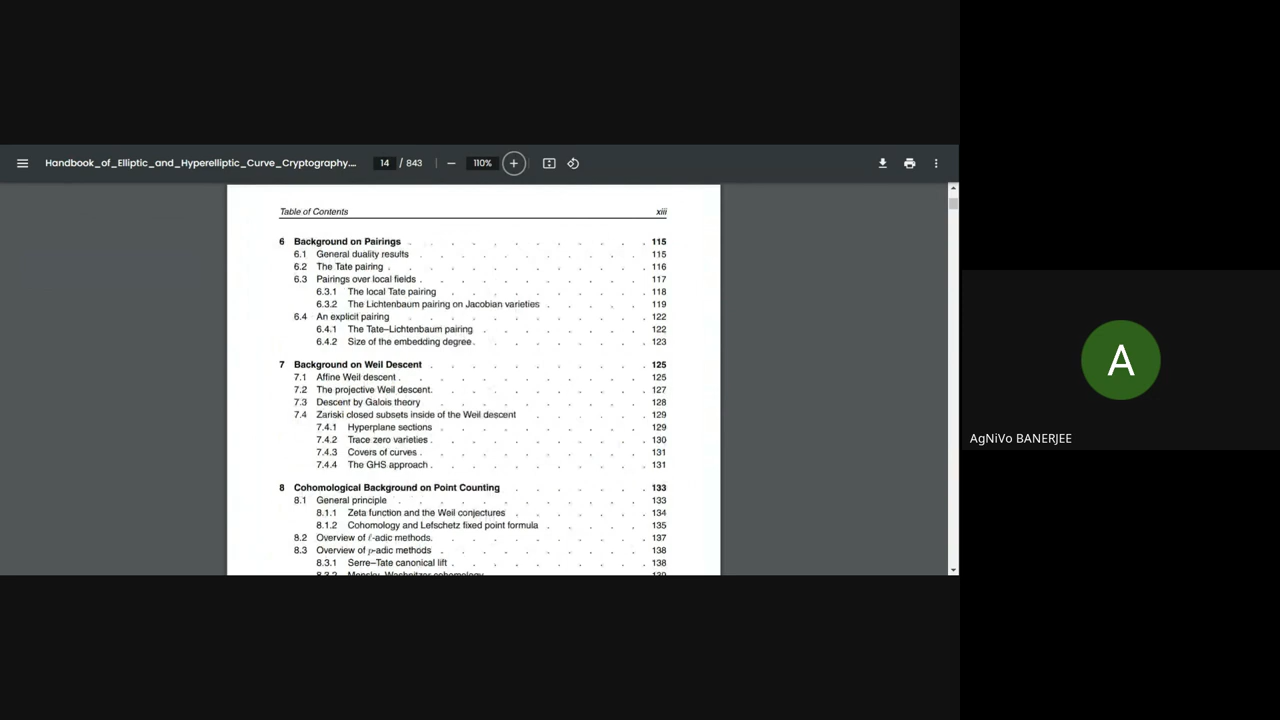 Handbook_of_Elliptic_and_Hyperelliptic_Curve_Cryptography.... 14 / 843 110%
Table of Contents xiii
6 Background on Pairings 115
6.1 General duality results 115
6.2 The Tate pairing 116
6.3 Pairings over local fields 117
6.3.1 The local Tate pairing 118
6.3.2 The Lichtenbaum pairing on Jacobian varieties 119
6.4 An explicit pairing 122
6.4.1 The Tate–Lichtenbaum pairing 122
6.4.2 Size of the embedding degree 123
7 Background on Weil Descent 125
7.1 Affine Weil descent 125
7.2 The projective Weil descent 127
7.3 Descent by Galois theory 128
7.4 Zariski closed subsets inside of the Weil descent 129
7.4.1 Hyperplane sections 129
7.4.2 Trace zero varieties 130
7.4.3 Covers of curves 131
7.4.4 The GHS approach 131
8 Cohomological Background on Point Counting 133
8.1 General principle 133
8.1.1 Zeta function and the Weil conjectures 134
8.1.2 Cohomology and Lefschetz fixed point formula 135
8.2 Overview of ℓ-adic methods 137
8.3 Overview of p-adic methods 138
8.3.1 Serre–Tate canonical lift 138
8.3.2 Monsky–Washnitzer cohomology 139
A
AgNiVo BANERJEE